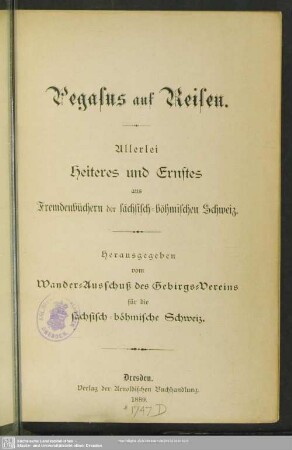 Pegasus auf Reisen.
Allerlei
Heiteres und Ernstes
aus
Fremdenbüchern der sächsisch-böhmischen Schweiz.
Herausgegeben
vom
Wander-Ausschuß des Gebirgs-Vereins
für die
sächsisch-böhmische Schweiz.
Dresden.
Verlag der Arnoldischen Buchhandlung.
1889.